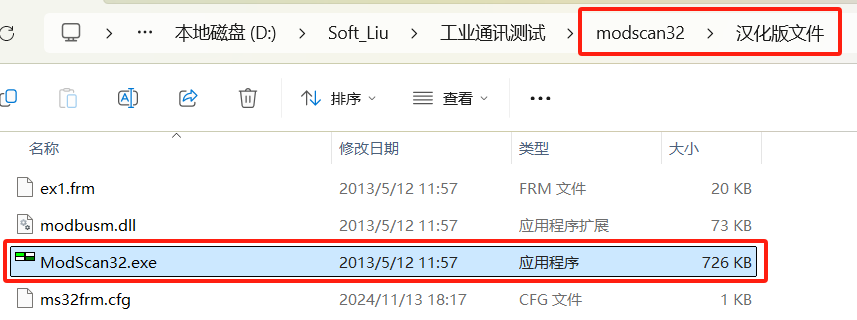 本地磁盘 (D:) > Soft_Liu > 工业通讯测试 > modscan32 > 汉化版文件
排序 查看
名称 修改日期 类型 大小
ex1.frm 2013/5/12 11:57 FRM 文件 20 KB
modbusm.dll 2013/5/12 11:57 应用程序扩展 73 KB
ModScan32.exe 2013/5/12 11:57 应用程序 726 KB
ms32frm.cfg 2024/11/13 18:17 CFG 文件 1 KB